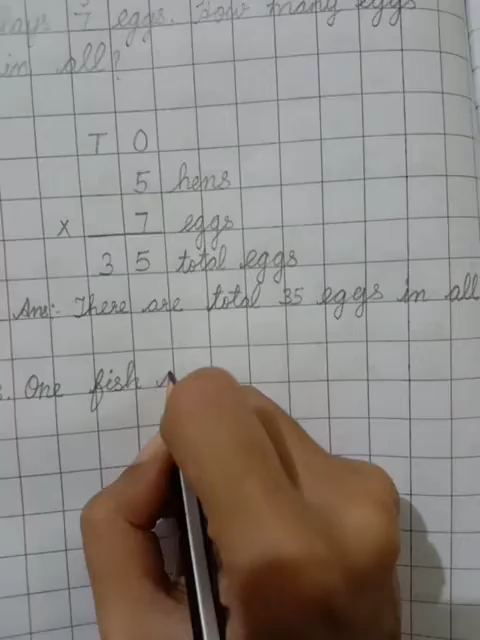 7 eggs. How many eggs
in all?
T O
5 hens
x 7 eggs
3 5 total eggs
Ans:- There are total 35 eggs in all
One fish